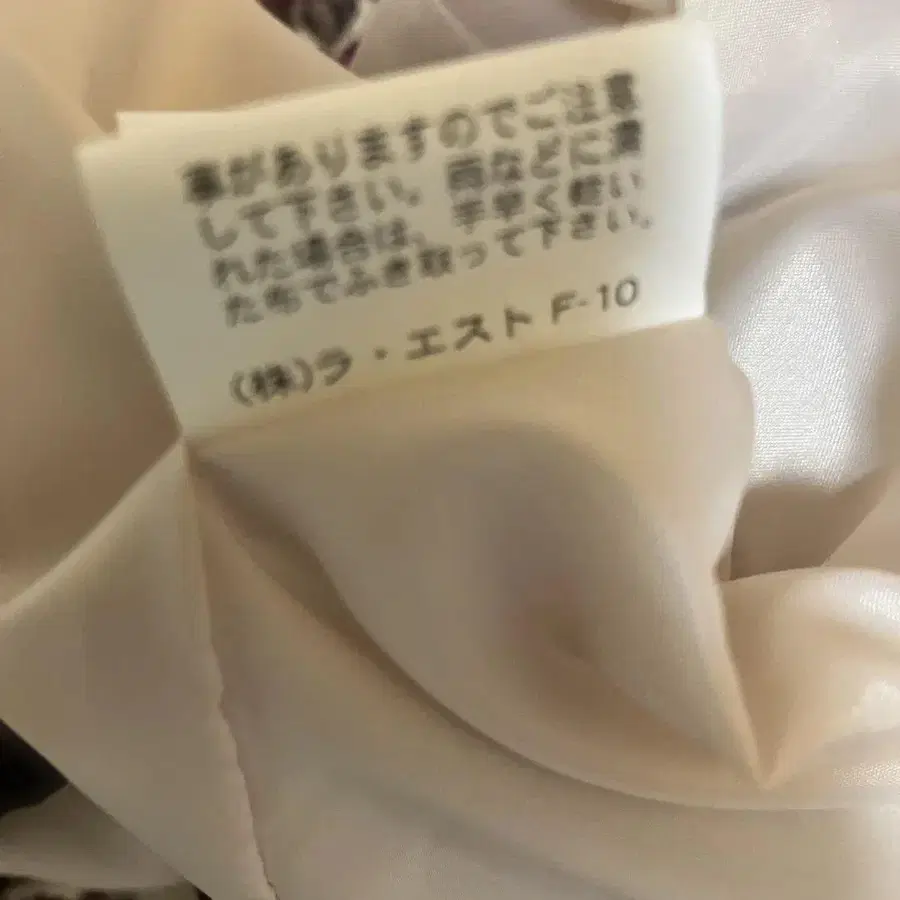 事がありますのでご注意
して下さい。雨などに濡
れた場合は、手早く乾い
た布でふき取って下さい。
(株)ラ・エスト F-10